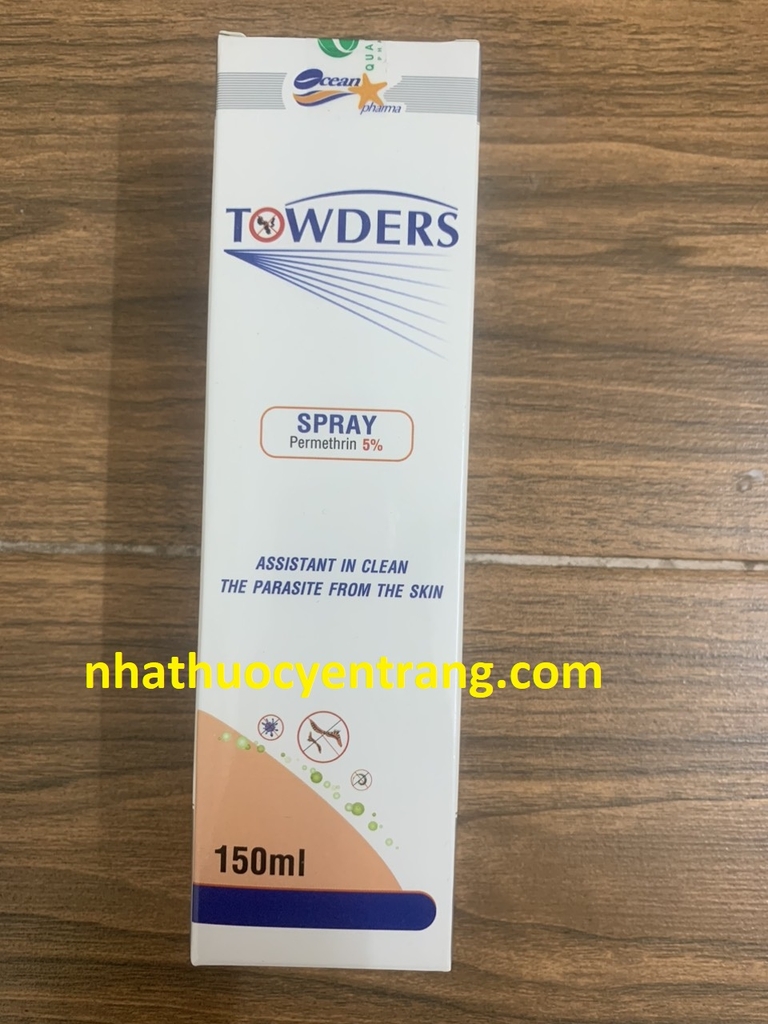 Ocean
pharma
TOWDERS
SPRAY
Permethrin 5%
ASSISTANT IN CLEAN
THE PARASITE FROM THE SKIN
nhathuocyentrang.com
150ml